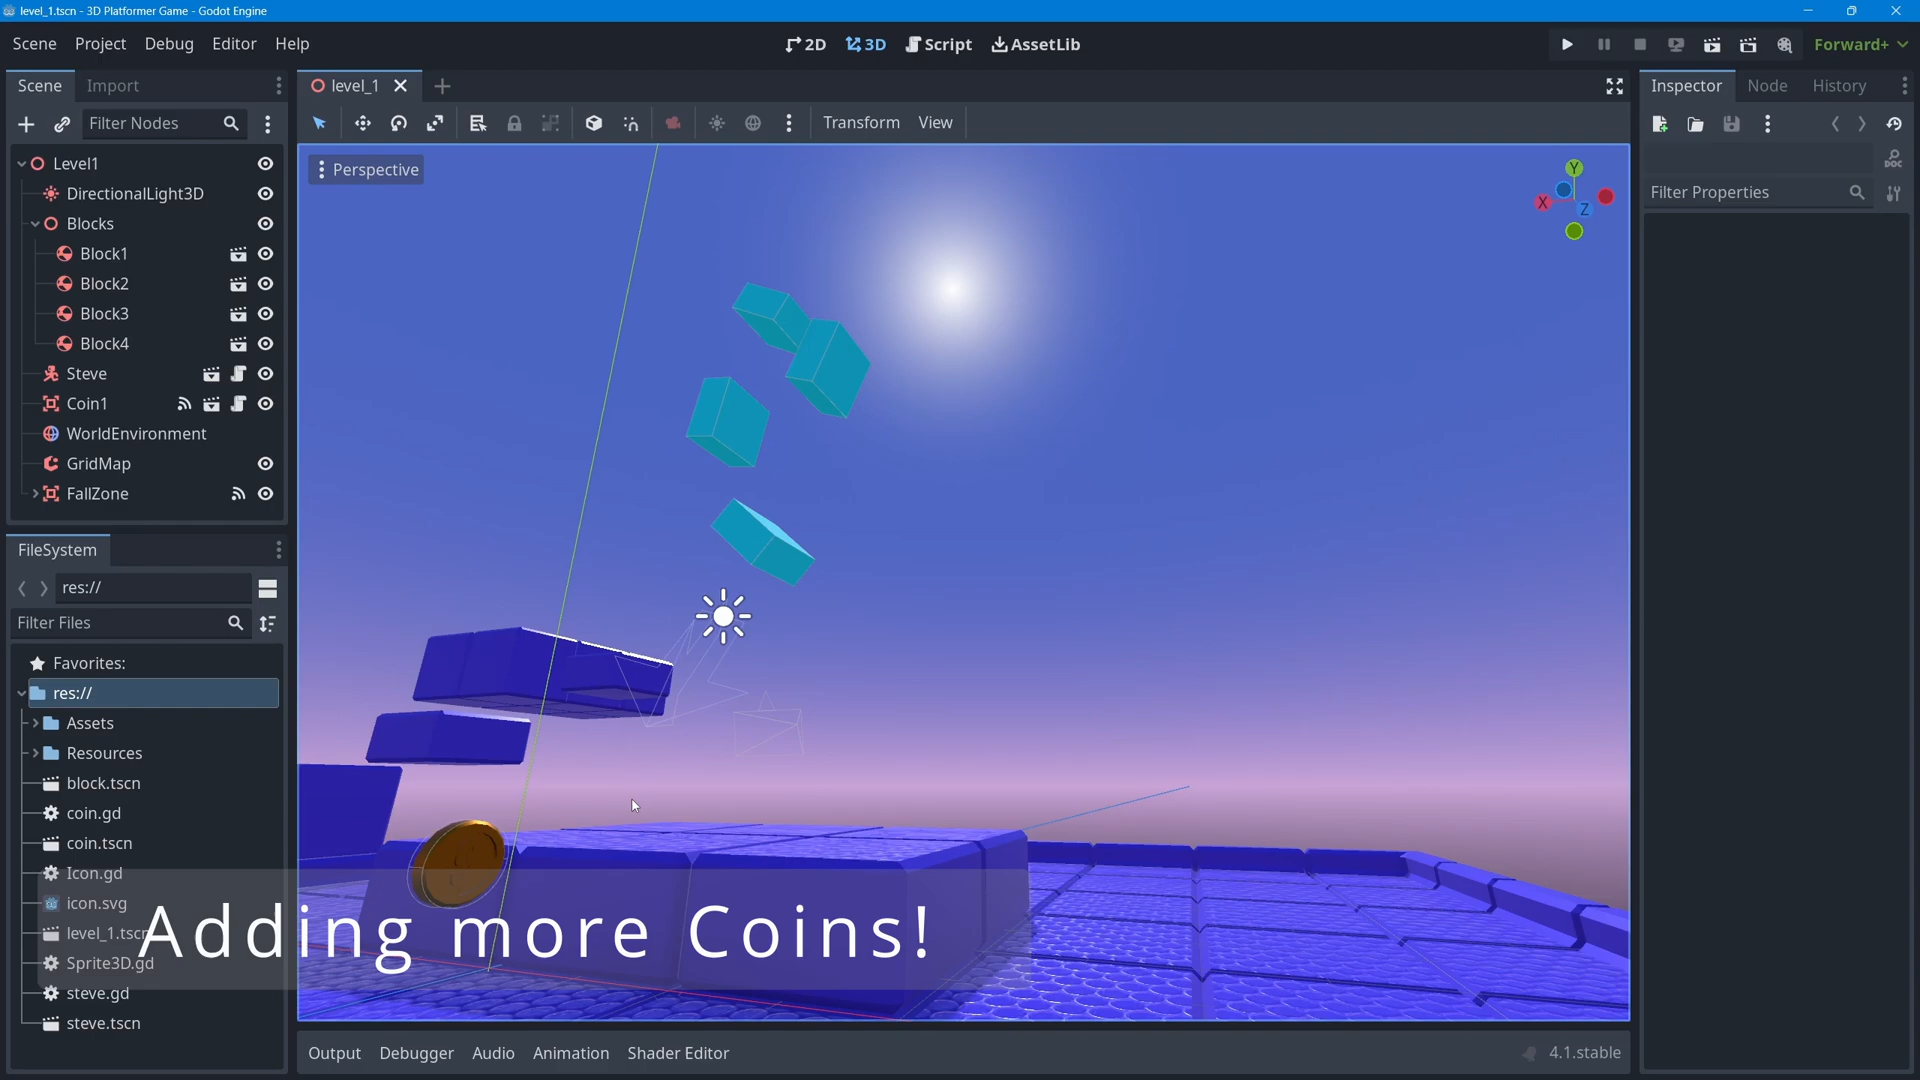 level_1.tscn - 3D Platformer Game - Godot Engine
Scene Project Debug Editor Help
2D 3D Script AssetLib
Forward+
Scene Import
level_1
Inspector Node History
Filter Nodes
Transform View
Level1
Perspective
DirectionalLight3D
Filter Properties
Blocks
Block1
Block2
Block3
Block4
Steve
Coin1
WorldEnvironment
GridMap
FallZone
X
Y
Z
DOC
FileSystem
res://
Filter Files
Favorites:
res://
Assets
Resources
block.tscn
coin.gd
coin.tscn
Icon.gd
icon.svg
level_1.tscn
Sprite3D.gd
steve.gd
steve.tscn
Adding more Coins!
Output Debugger Audio Animation Shader Editor
4.1.stable